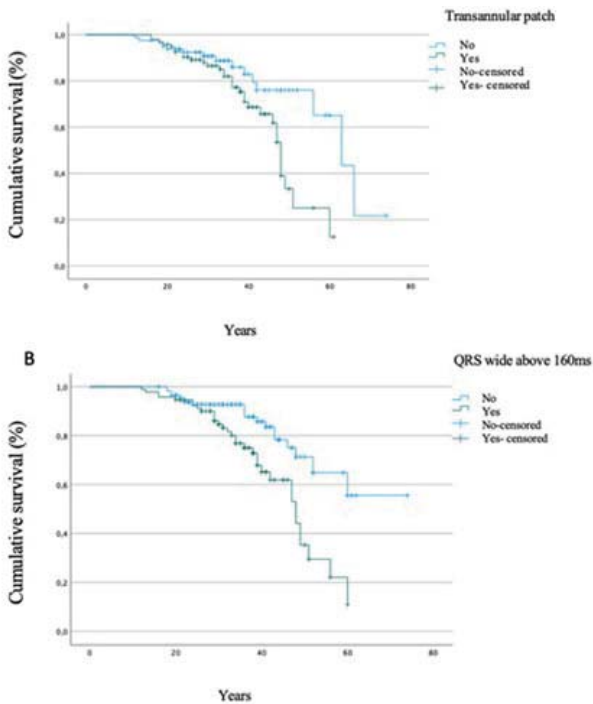 Transannular patch
No
Yes
No-censored
Yes- censored
1,0
0,8
0,6
0,4
0,2
0,0
Cumulative survival (%)
0 20 40 60 80
Years
B
QRS wide above 160ms
No
Yes
No-censored
Yes- censored
1,0
0,8
0,6
0,4
0,2
0,0
Cumulative survival (%)
0 20 40 60 80
Years